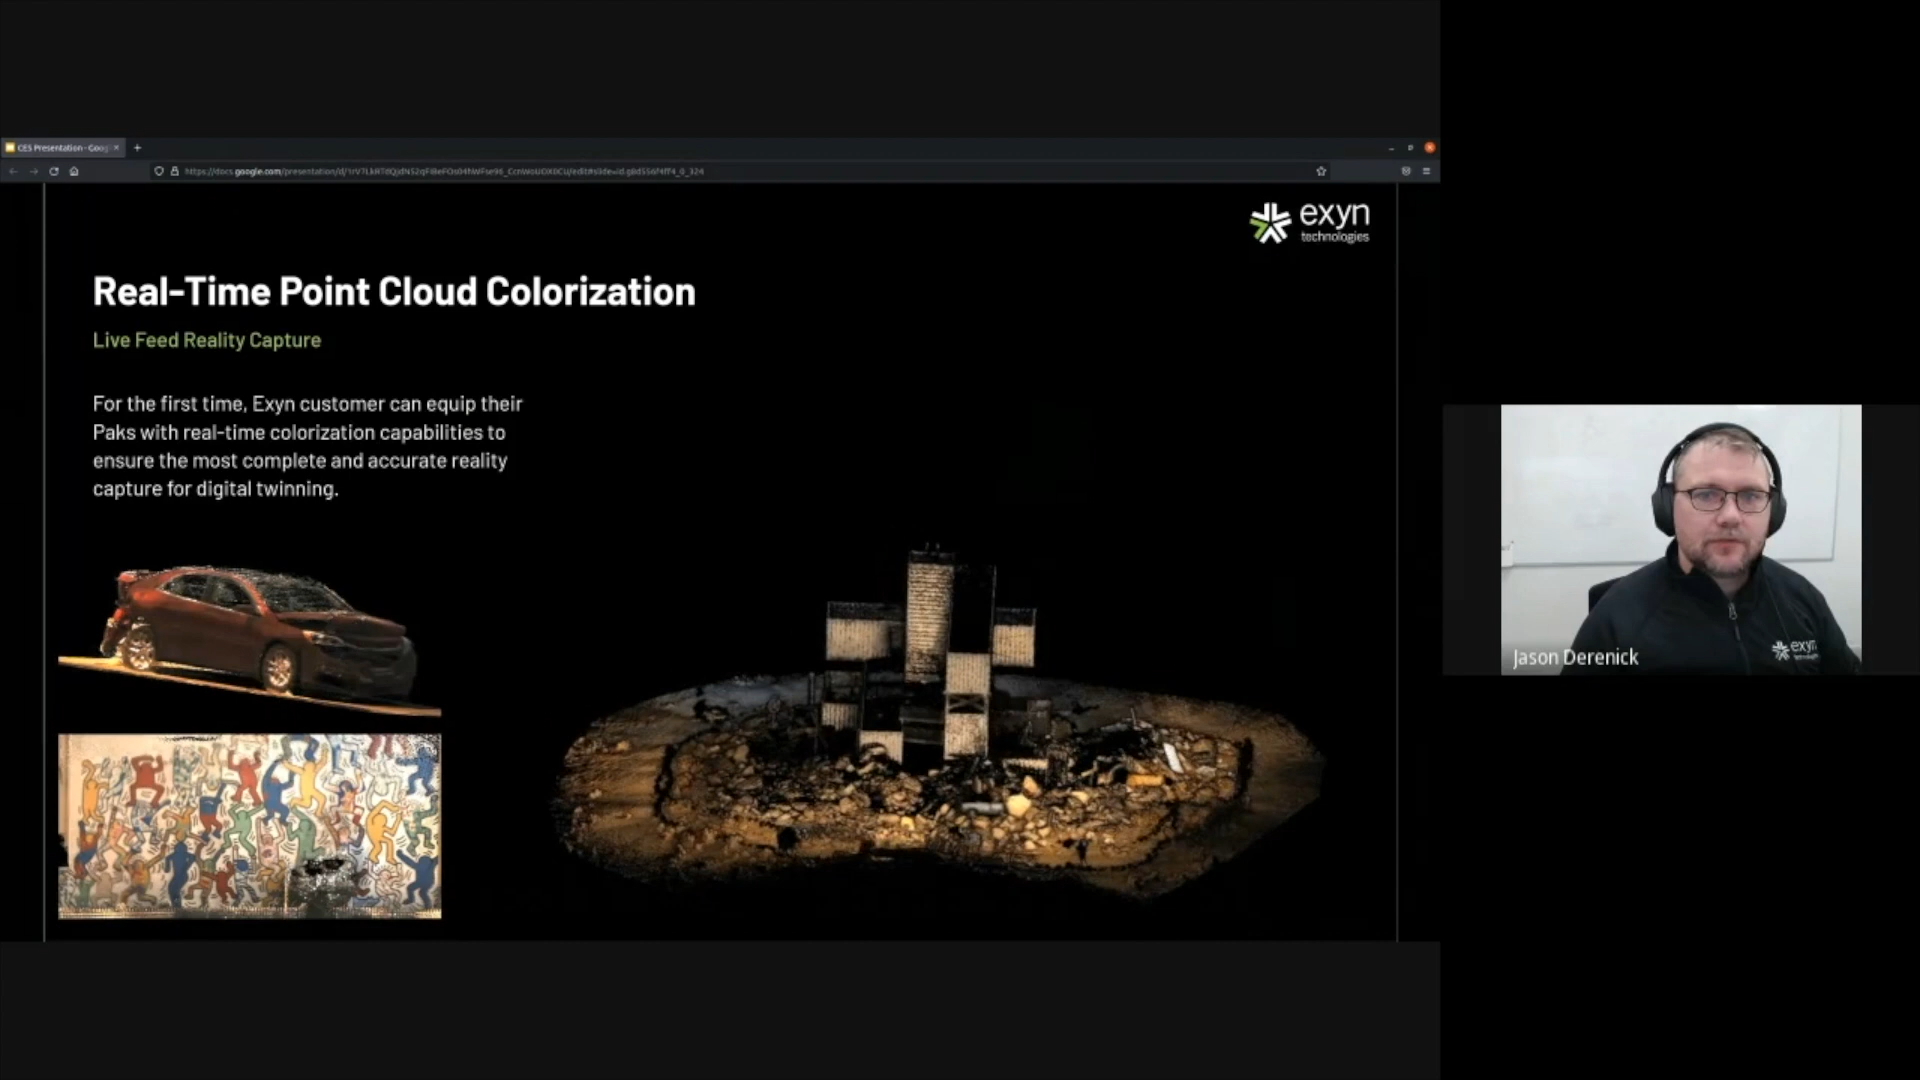 CES Presentation - Goog
exyn
technologies
Real-Time Point Cloud Colorization
Live Feed Reality Capture
For the first time, Exyn customer can equip their
Paks with real-time colorization capabilities to
ensure the most complete and accurate reality
capture for digital twinning.
exyn
Jason Derenick